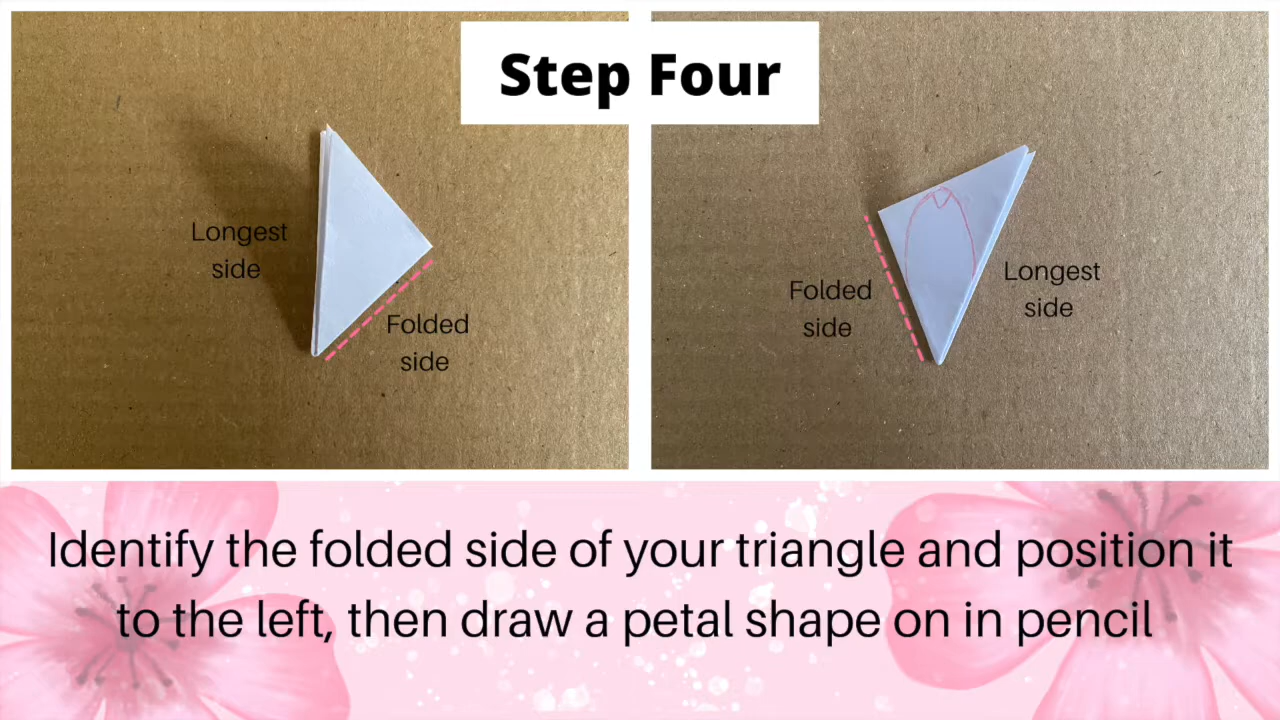 Step Four
Longest
side
Folded
side
Folded
side
Longest
side
Identify the folded side of your triangle and position it
to the left, then draw a petal shape on in pencil